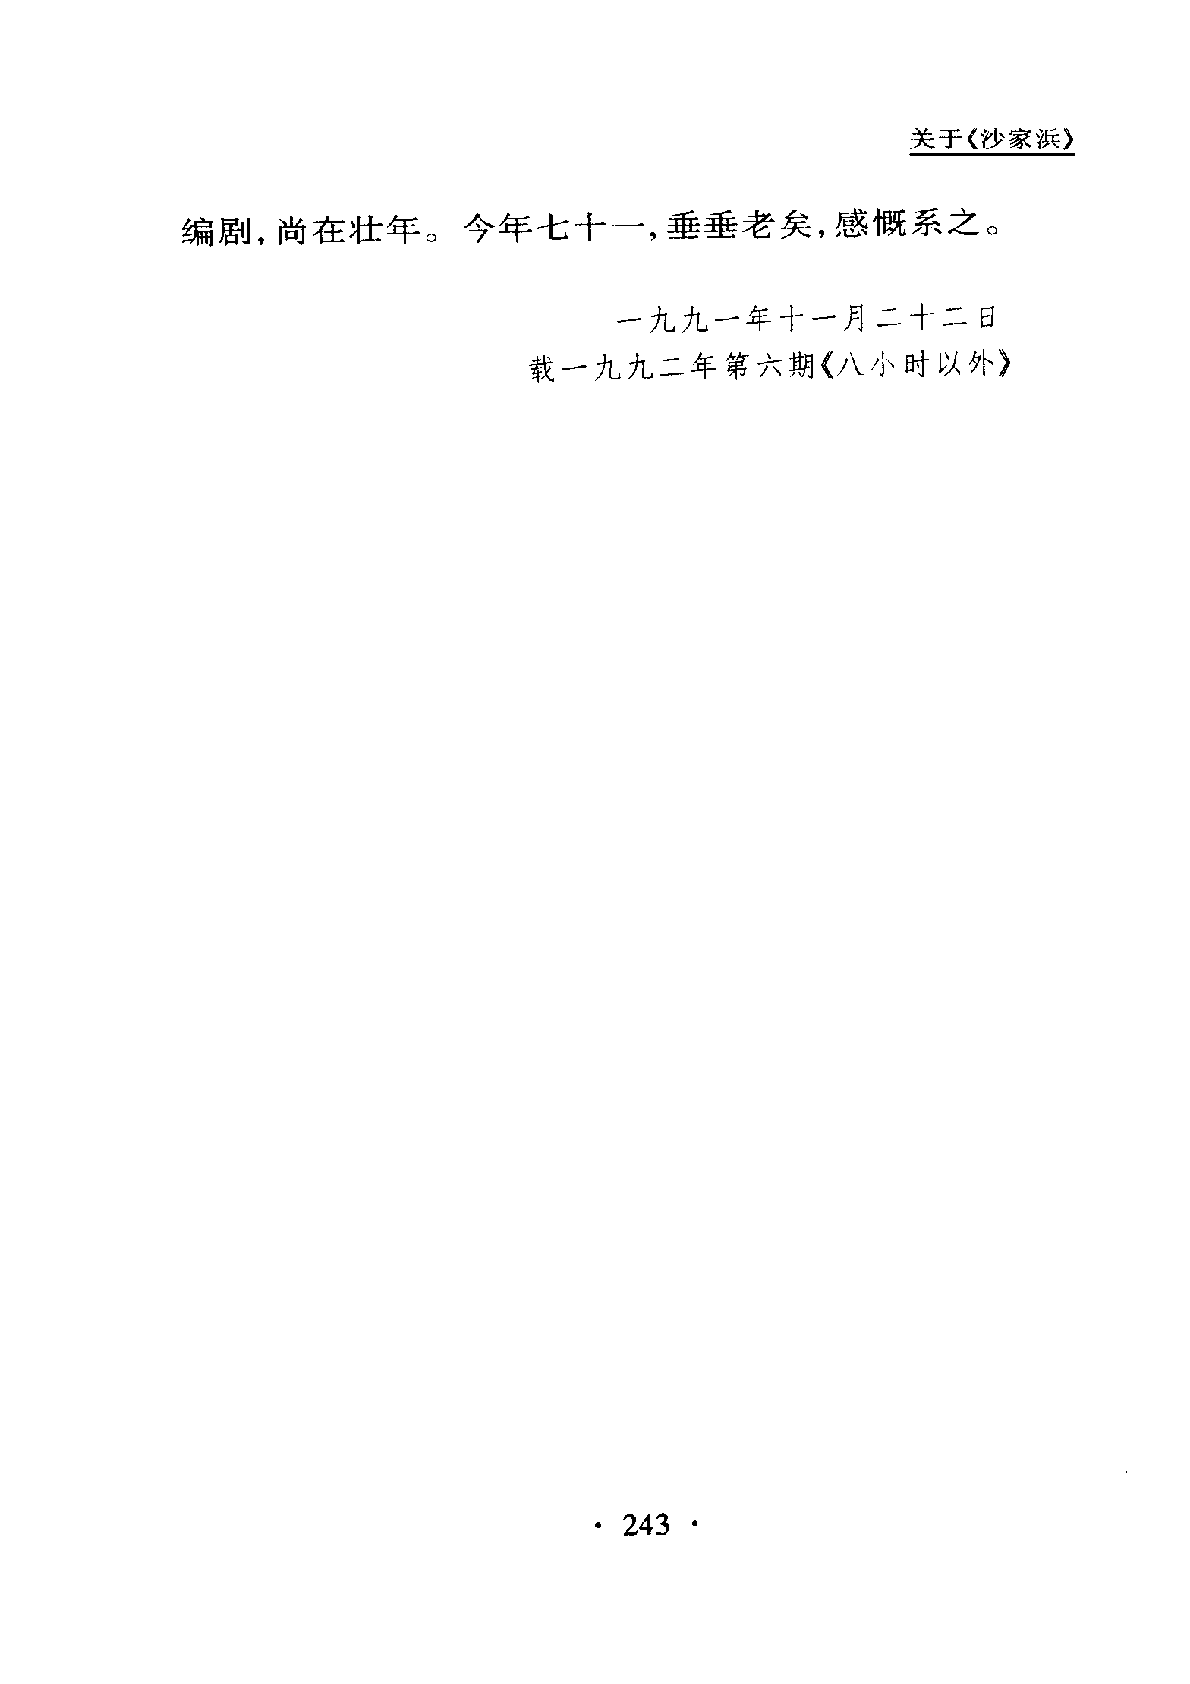 关于《沙家浜》
编剧，尚在壮年。今年七十一，垂垂老矣，感慨系之。
一九九一年十一月二十二日
载一九九二年第六期《八小时以外》
· 243 ·